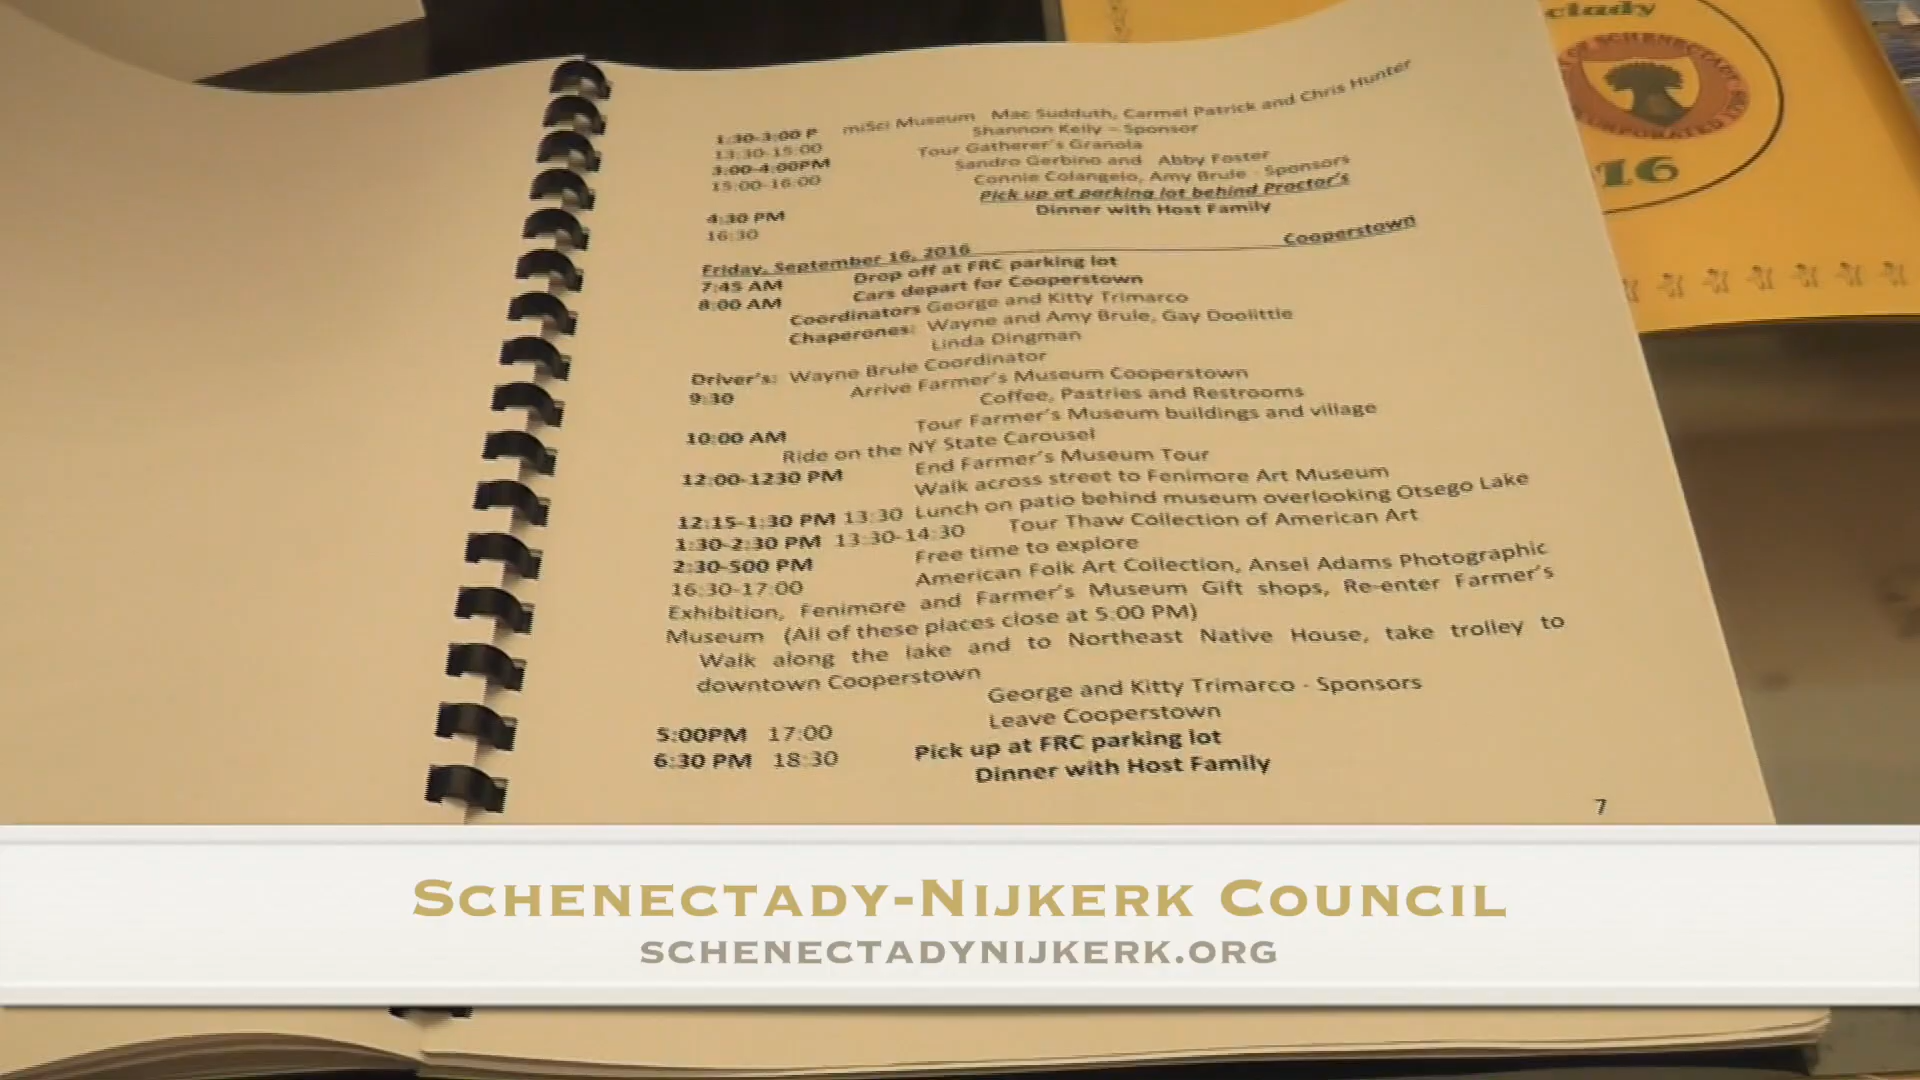 1:30-3:00 P miSci Museum Mac Sudduth, Carmel Patrick and Chris Hunter
13:30-15:00 Shannon Kelly – Sponsor
3:00-4:00PM Tour Gatherer's Granola
15:00-16:00 Sandro Gerbino and Abby Foster
Connie Colangelo, Amy Brule - Sponsors
4:30 PM Pick up at parking lot behind Proctor's
16:30 Dinner with Host Family
Friday, September 16, 2016 Cooperstown
7:45 AM Drop off at FRC parking lot
8:00 AM Cars depart for Cooperstown
Coordinators George and Kitty Trimarco
Chaperones: Wayne and Amy Brule, Gay Doolittle
Linda Dingman
Driver's: Wayne Brule Coordinator
9:30 Arrive Farmer's Museum Cooperstown
Coffee, Pastries and Restrooms
10:00 AM Tour Farmer's Museum buildings and village
Ride on the NY State Carousel
12:00-1230 PM End Farmer's Museum Tour
Walk across street to Fenimore Art Museum
12:15-1:30 PM 13:30 Lunch on patio behind museum overlooking Otsego Lake
1:30-2:30 PM 13:30-14:30 Tour Thaw Collection of American Art
2:30-500 PM Free time to explore
16:30-17:00 American Folk Art Collection, Ansel Adams Photographic
Exhibition, Fenimore and Farmer's Museum Gift shops, Re-enter Farmer's
Museum (All of these places close at 5:00 PM)
Walk along the lake and to Northeast Native House, take trolley to
downtown Cooperstown
George and Kitty Trimarco - Sponsors
5:00PM 17:00 Leave Cooperstown
6:30 PM 18:30 Pick up at FRC parking lot
Dinner with Host Family
7
ctady
OF SCHENECTADY
INCORPORATED
16
Schenectady-Nijkerk Council
schenectadynijkerk.org